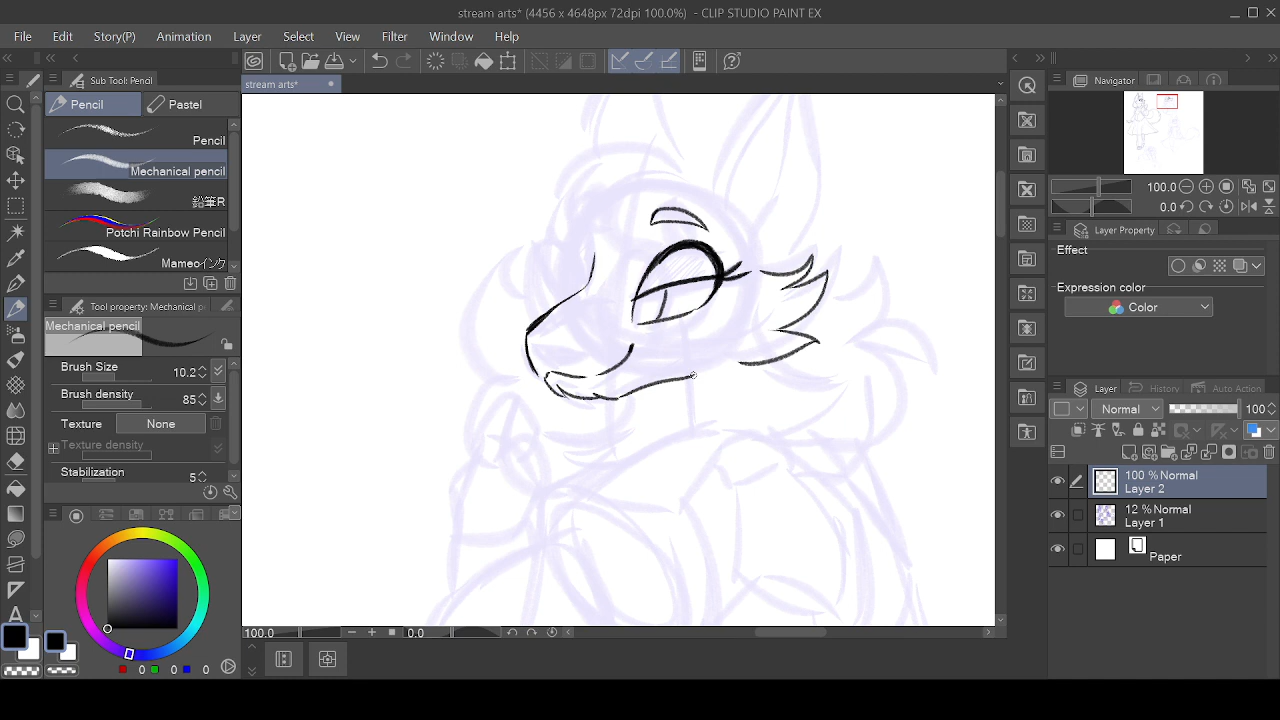 stream arts* (4456 x 4648px 72dpi 100.0%)  - CLIP STUDIO PAINT EX
File Edit Story(P) Animation Layer Select View Filter Window Help
Sub Tool: Pencil
stream arts*
Navigator
Pencil Pastel
Pencil
Mechanical pencil
鉛筆R
Potchi Rainbow Pencil
Mameoインク
Tool property: Mechanical p
Mechanical pencil
Brush Size 10.2
Brush density 85
Texture None
Texture density
Stabilization 5
0 0 0
A
100.0 0.0
100.0
0.0
Layer Property
Effect
Expression color
Color
Layer History Auto Action
Normal 100
100 % Normal
Layer 2
12 % Normal
Layer 1
Paper